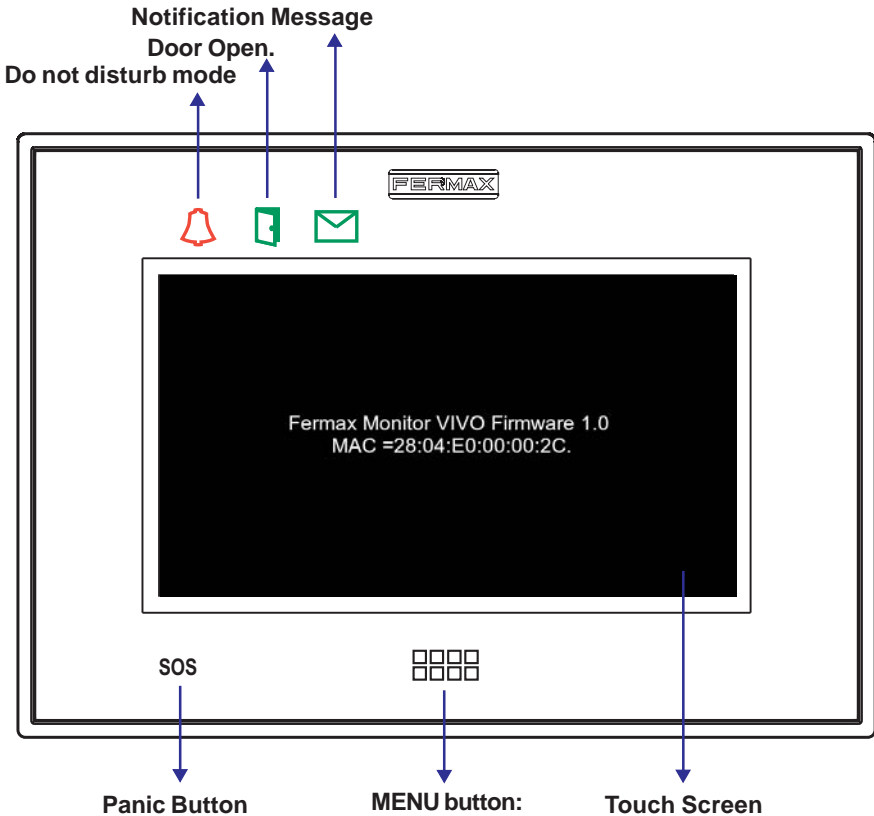 Notification Message
Door Open.
Do not disturb mode
FERMAX
Fermax Monitor VIVO Firmware 1.0
MAC =28:04:E0:00:00:2C.
SOS
Panic Button
MENU button:
Touch Screen